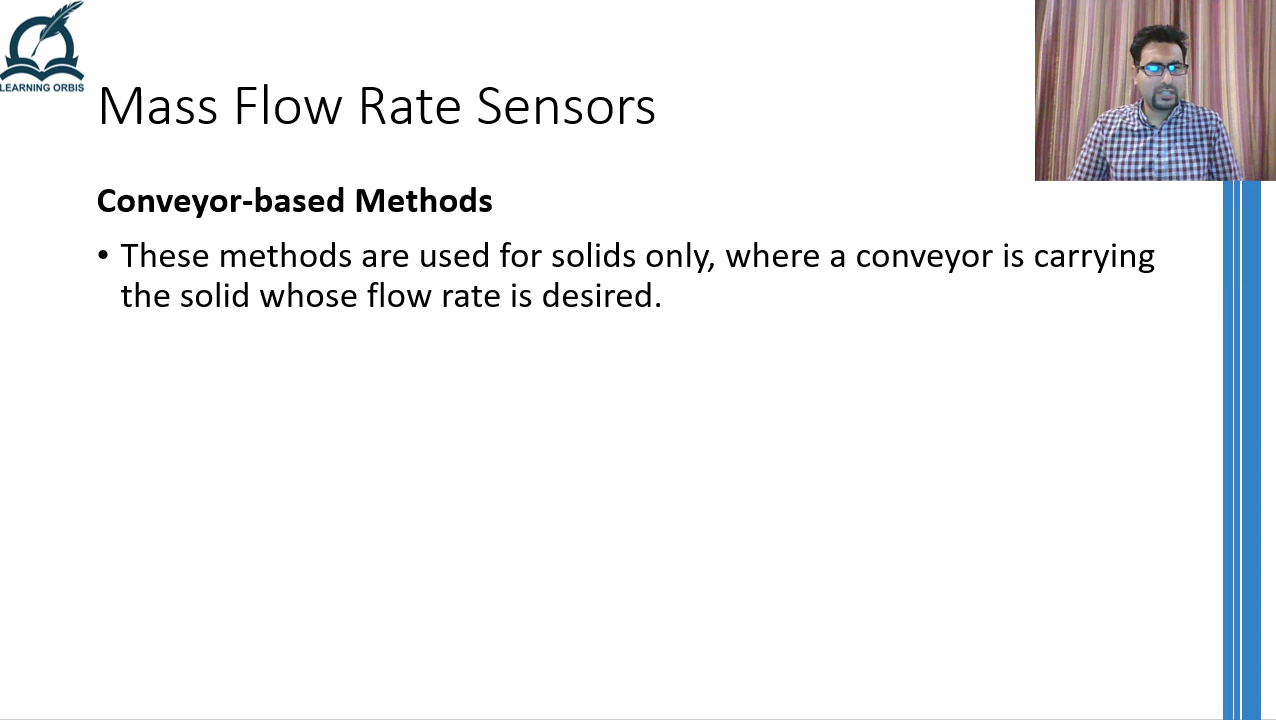 LEARNING ORBIS
Mass Flow Rate Sensors
Conveyor-based Methods
• These methods are used for solids only, where a conveyor is carrying
the solid whose flow rate is desired.